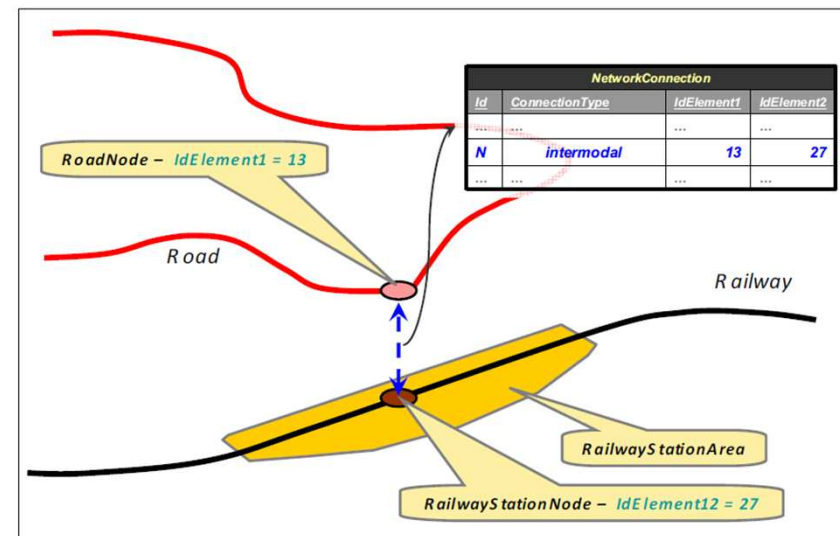 NetworkConnection
Id ConnectionType IdElement1 IdElement2
... ... ... ...
N intermodal 13 27
... ... ... ...
RoadNode – IdElement1 = 13
Road
Railway
RailwayStationArea
RailwayStationNode – IdElement12 = 27